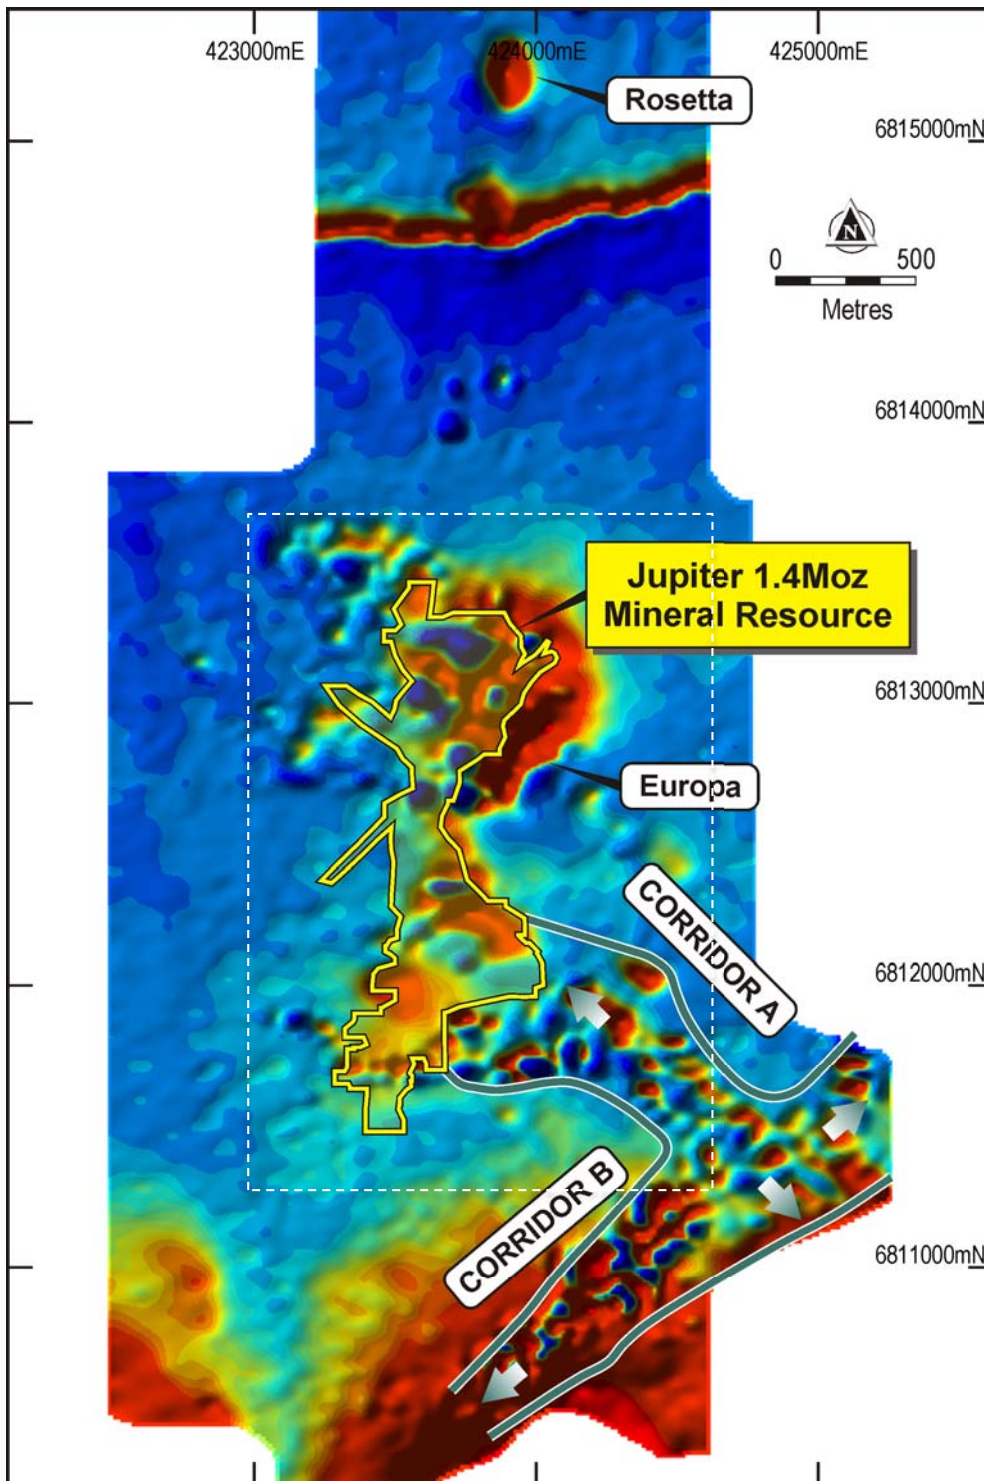 423000mE
424000mE
425000mE
Rosetta
6815000mN
N
0 500
Metres
6814000mN
Jupiter 1.4Moz
Mineral Resource
6813000mN
Europa
CORRiDOR A
6812000mN
CORRIDOR B
6811000mN